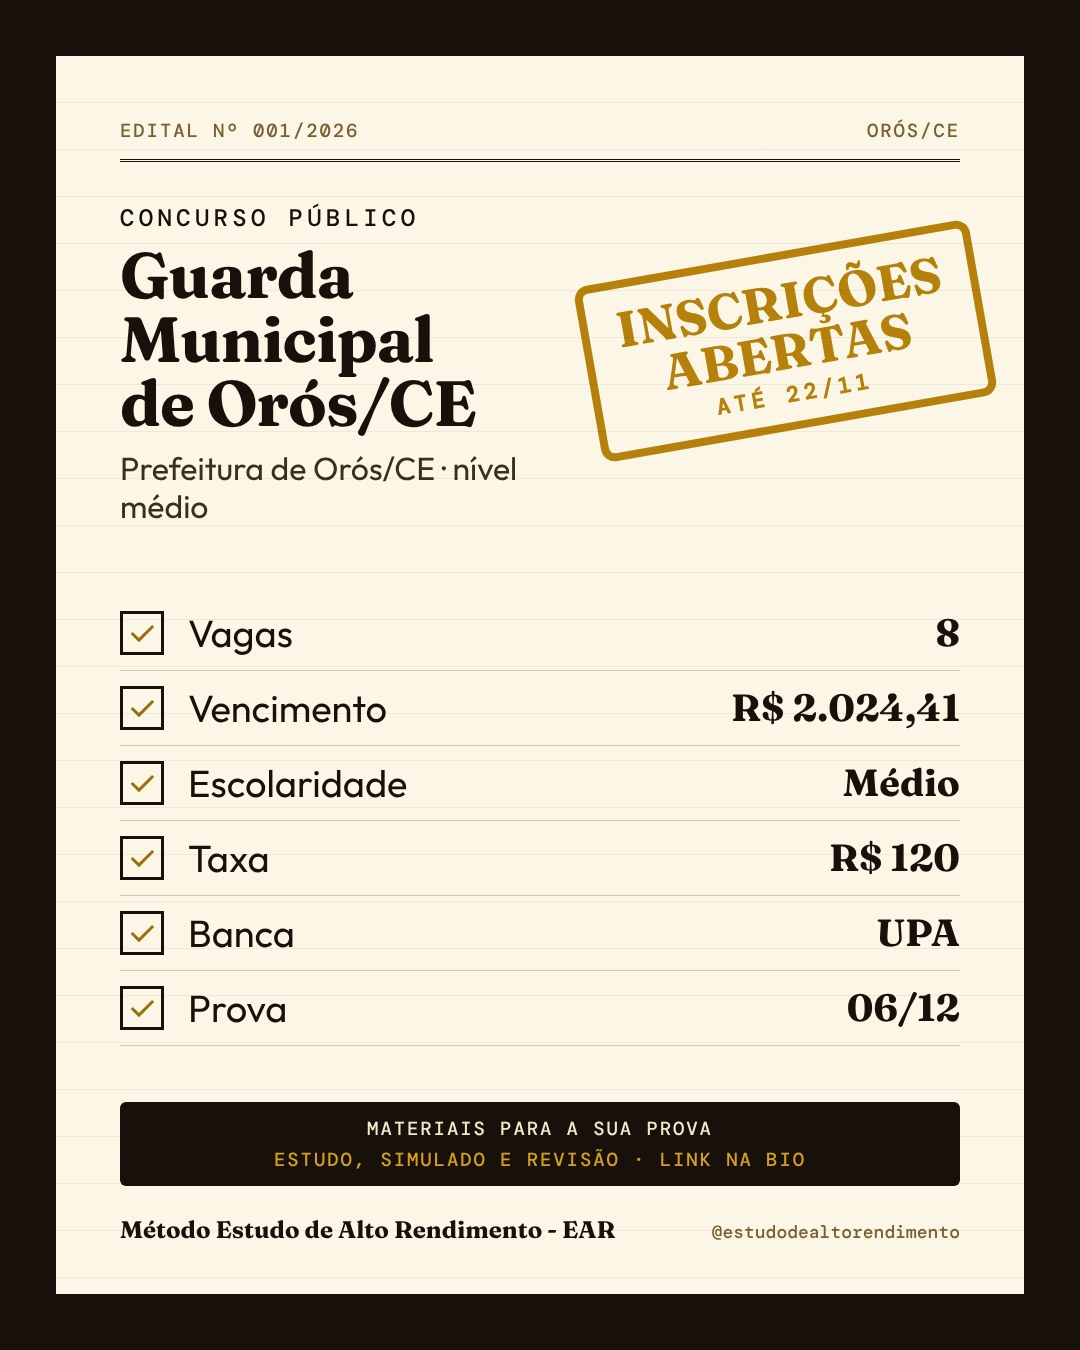 EDITAL Nº 001/2026
ORÓS/CE
CONCURSO PÚBLICO
Guarda
Municipal
de Orós/CE
Prefeitura de Orós/CE · nível
médio
INSCRIÇÕES
ABERTAS
ATÉ 22/11
Vagas 8
Vencimento R$ 2.024,41
Escolaridade Médio
Taxa R$ 120
Banca UPA
Prova 06/12
MATERIAIS PARA A SUA PROVA
ESTUDO, SIMULADO E REVISÃO · LINK NA BIO
Método Estudo de Alto Rendimento - EAR
@estudodealtorendimento